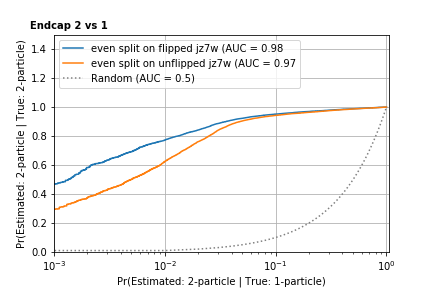 Endcap 2 vs 1
Pr(Estimated: 2-particle | True: 2-particle)
1.4
1.2
1.0
0.8
0.6
0.4
0.2
0.0
even split on flipped jz7w (AUC = 0.98
even split on unflipped jz7w (AUC = 0.97
Random (AUC = 0.5)
10⁻³
10⁻²
10⁻¹
10⁰
Pr(Estimated: 2-particle | True: 1-particle)